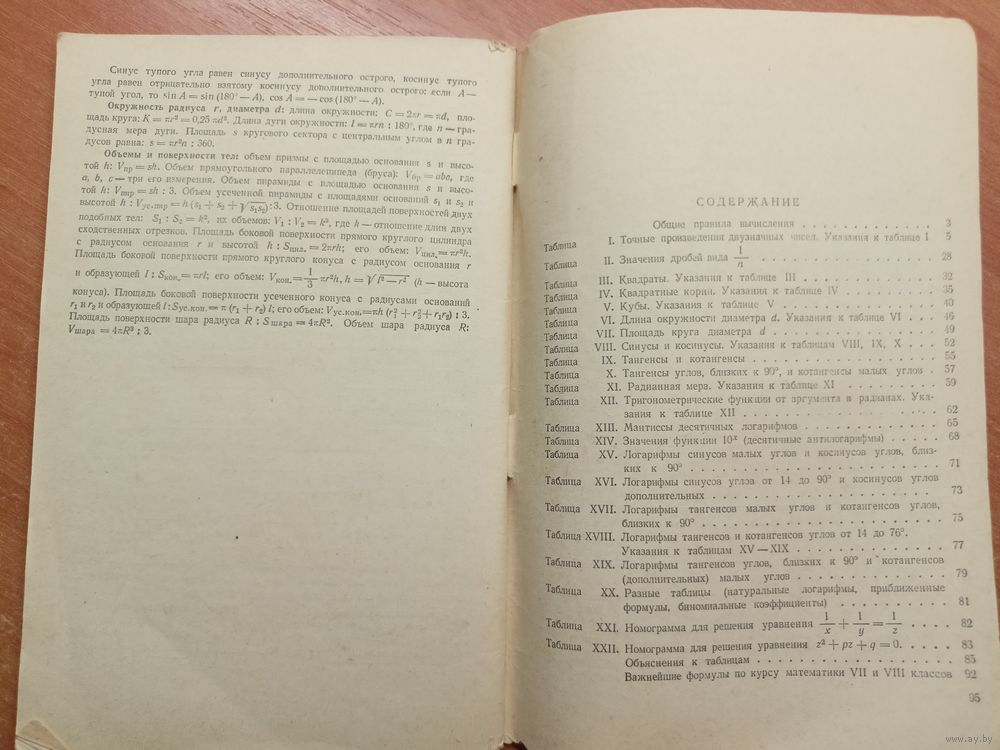 Синус тупого угла равен синусу дополнительного острого, косинус тупого
угла равен отрицательно взятому косинусу дополнительного острого: если A —
тупой угол, то sin A = sin (180° — A), cos A = — cos (180° — A).
Окружность радиуса r, диаметра d: длина окружности: C = 2πr = πd, пло-
щадь круга: K = πr² = 0,25 πd². Длина дуги окружности: l = πrn : 180°, где n — гра-
дусная мера дуги. Площадь s кругового сектора с центральным углом в n гра-
дусов равна: s = πr²n : 360.
Объемы и поверхности тел: объем призмы с площадью основания s и высо-
той h: Vпр = sh. Объем прямоугольного параллелепипеда (бруса): Vбр = abc, где
a, b, c — три его измерения. Объем пирамиды с площадью основания s и высо-
той h: Vпир = sh : 3. Объем усеченной пирамиды с площадями оснований s₁ и s₂ и
высотой h : Vус.пир = h (s₁ + s₂ + √s₁s₂) : 3. Отношение площадей поверхностей двух
подобных тел: S₁ : S₂ = k², их объемов: V₁ : V₂ = k³, где k — отношение длин двух
сходственных отрезков. Площадь боковой поверхности прямого кругового цилиндра
с радиусом основания r и высотой h : Sцил. = 2πrh; его объем: Vцил. = πr²h.
Площадь боковой поверхности прямого кругового конуса с радиусом основания r
и образующей l : Sкон. = πrl; его объем: Vкон. = 1/3 πr²h, h = √l² — r² (h — высота
конуса). Площадь боковой поверхности усеченного конуса с радиусами оснований
r₁ и r₂ и образующей l : Sус.кон. = π (r₁ + r₂) l; его объем: Vус.кон. = πh (r₁² + r₂² + r₁r₂) : 3.
Площадь поверхности шара радиуса R : Sшара = 4πR². Объем шара радиуса R:
Vшара = 4πR³ : 3.
СОДЕРЖАНИЕ
Общие правила вычисления . . . . . . . . . . . . 3
Таблица I. Точные произведения двузначных чисел. Указания к таблице I 5
Таблица II. Значения дробей вида 1/n . . . . . . . . . . . . . . . . 28
Таблица III. Квадраты. Указания к таблице III . . . . . . . . . . . . 32
Таблица IV. Квадратные корни. Указания к таблице IV . . . . . . . . 35
Таблица V. Кубы. Указания к таблице V . . . . . . . . . . . . . . 40
Таблица VI. Длина окружности диаметра d. Указания к таблице VI . . . 46
Таблица VII. Площадь круга диаметра d . . . . . . . . . . . . . . . 49
Таблица VIII. Синусы и косинусы. Указания к таблицам VIII, IX, X . . . 52
Таблица IX. Тангенсы и котангенсы . . . . . . . . . . . . . . . . . 55
Таблица X. Тангенсы углов, близких к 90°, и котангенсы малых углов . 57
Таблица XI. Радианная мера. Указания к таблице XI . . . . . . . . . 59
Таблица XII. Тригонометрические функции от аргумента в радианах. Ука-
зания к таблице XII . . . . . . . . . . . . . . . . . . 62
Таблица XIII. Мантиссы десятичных логарифмов . . . . . . . . . . . . 65
Таблица XIV. Значения функции 10ˣ (десятичные антилогарифмы) . . . . . 68
Таблица XV. Логарифмы синусов малых углов и косинусов углов, близ-
ких к 90° . . . . . . . . . . . . . . . . . . . . . . . 71
Таблица XVI. Логарифмы синусов углов от 14 до 90° и косинусов углов
дополнительных . . . . . . . . . . . . . . . . . . . . 73
Таблица XVII. Логарифмы тангенсов малых углов и котангенсов углов,
близких к 90° . . . . . . . . . . . . . . . . . . . . . 75
Таблица XVIII. Логарифмы тангенсов и котангенсов углов от 14 до 76°.
Указания к таблицам XV — XIX . . . . . . . . . . . . . 77
Таблица XIX. Логарифмы тангенсов углов, близких к 90° и котангенсов
(дополнительных) малых углов . . . . . . . . . . . . . 79
Таблица XX. Разные таблицы (натуральные логарифмы, приближенные
формулы, биномиальные коэффициенты) . . . . . . . . . . 81
Таблица XXI. Номограмма для решения уравнения 1/x + 1/y = 1/z . . . . 82
Таблица XXII. Номограмма для решения уравнения z² + pz + q = 0. . . . . 83
Объяснения к таблицам . . . . . . . . . . . . . . . . . 85
Важнейшие формулы по курсу математики VII и VIII классов 92
95
www.ay.by